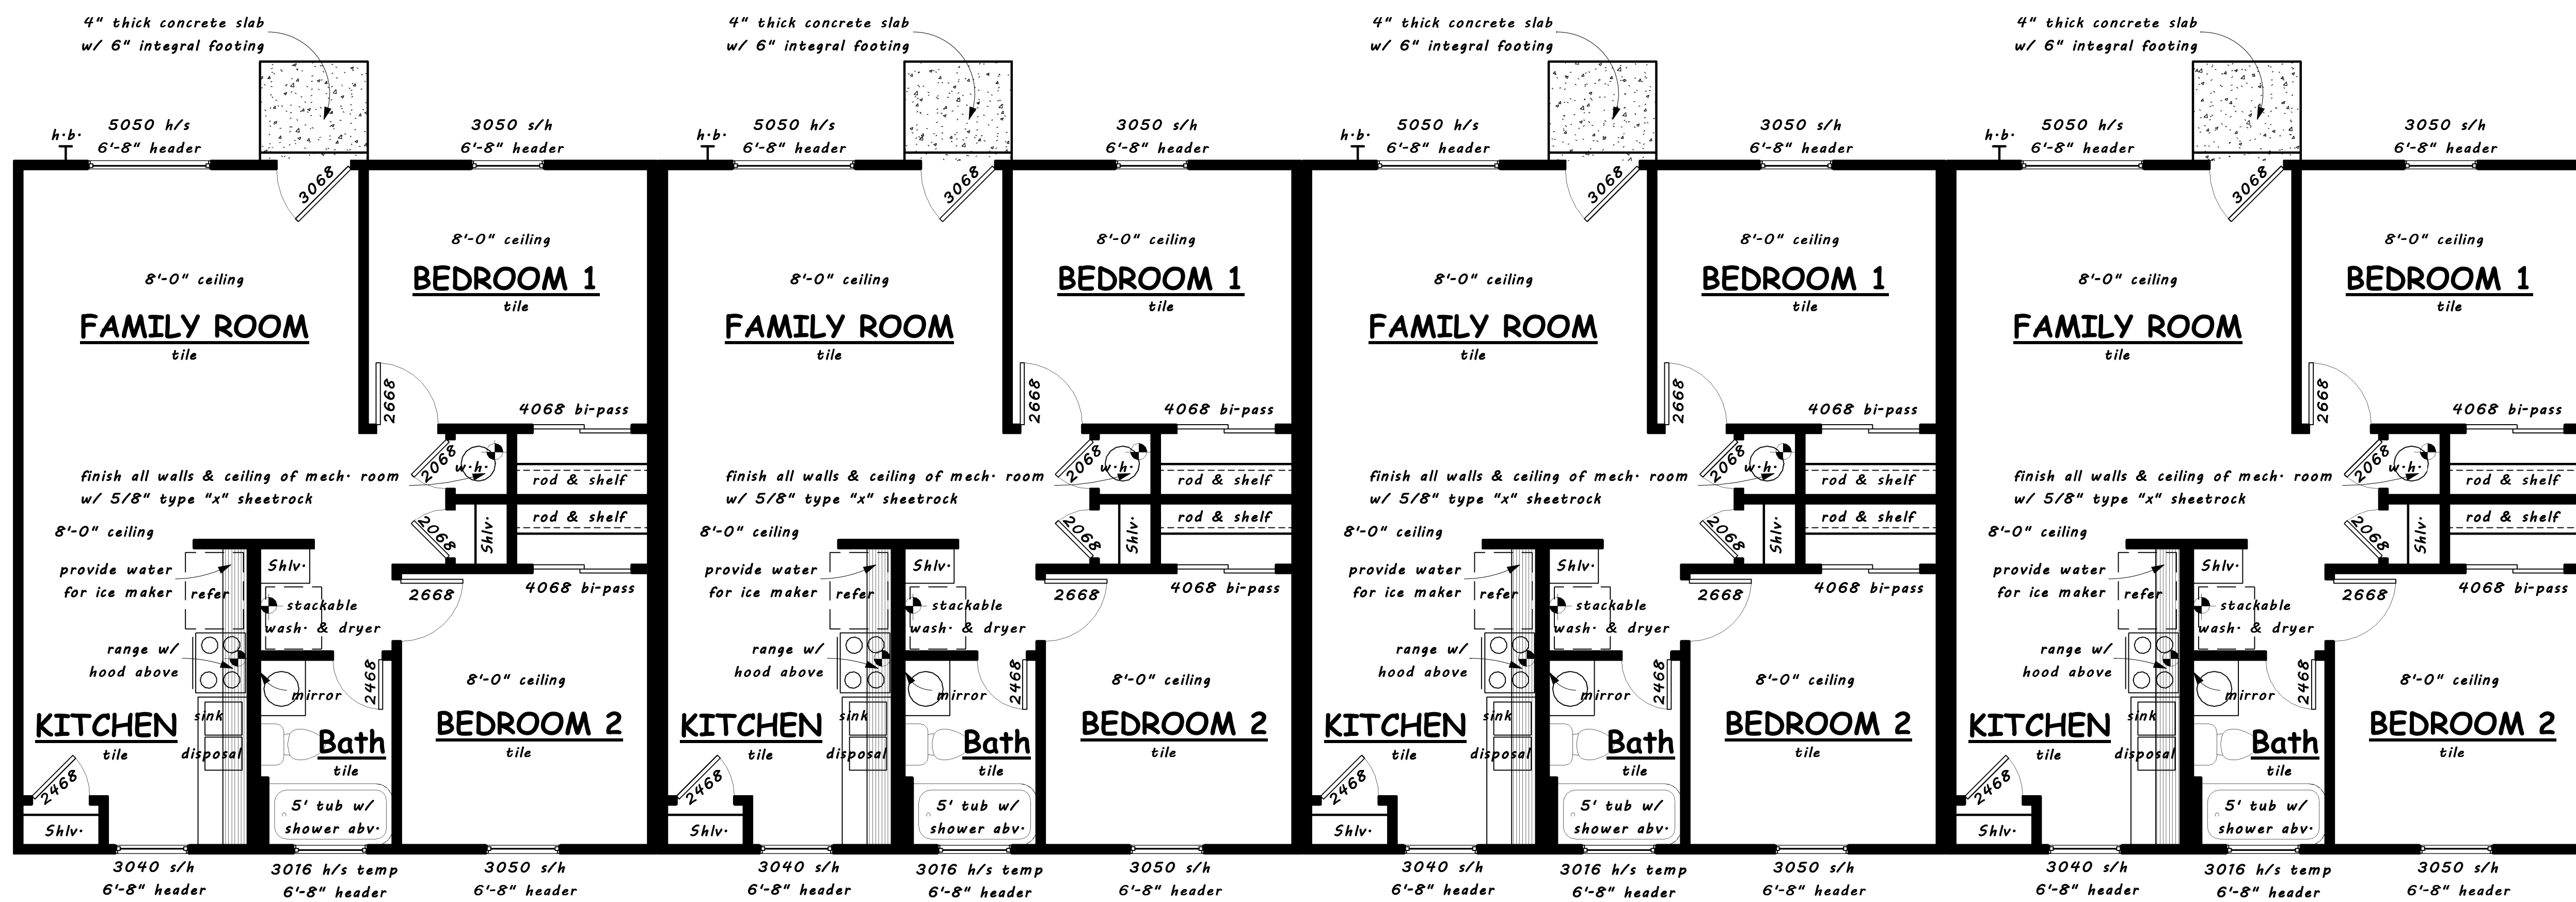 4" thick concrete slab
w/ 6" integral footing
h.b.
5050 h/s
6'-8" header
3050 s/h
6'-8" header
3068
8'-0" ceiling
BEDROOM 1
tile
8'-0" ceiling
FAMILY ROOM
tile
2668
4068 bi-pass
2068
w.h.
rod & shelf
finish all walls & ceiling of mech. room
w/ 5/8" type "x" sheetrock
8'-0" ceiling
2068
Shlv.
rod & shelf
4068 bi-pass
provide water
for ice maker
refer
Shlv.
stackable
wash. & dryer
2668
range w/
hood above
2468
mirror
8'-0" ceiling
BEDROOM 2
tile
KITCHEN
tile
sink
disposal
Bath
tile
2468
Shlv.
5' tub w/
shower abv.
3040 s/h
6'-8" header
3016 h/s temp
6'-8" header
3050 s/h
6'-8" header
4" thick concrete slab
w/ 6" integral footing
h.b.
5050 h/s
6'-8" header
3050 s/h
6'-8" header
3068
8'-0" ceiling
BEDROOM 1
tile
8'-0" ceiling
FAMILY ROOM
tile
2668
4068 bi-pass
2068
w.h.
rod & shelf
finish all walls & ceiling of mech. room
w/ 5/8" type "x" sheetrock
8'-0" ceiling
2068
Shlv.
rod & shelf
4068 bi-pass
provide water
for ice maker
refer
Shlv.
stackable
wash. & dryer
2668
range w/
hood above
2468
mirror
8'-0" ceiling
BEDROOM 2
tile
KITCHEN
tile
sink
disposal
Bath
tile
2468
Shlv.
5' tub w/
shower abv.
3040 s/h
6'-8" header
3016 h/s temp
6'-8" header
3050 s/h
6'-8" header
4" thick concrete slab
w/ 6" integral footing
h.b.
5050 h/s
6'-8" header
3050 s/h
6'-8" header
3068
8'-0" ceiling
BEDROOM 1
tile
8'-0" ceiling
FAMILY ROOM
tile
2668
4068 bi-pass
2068
w.h.
rod & shelf
finish all walls & ceiling of mech. room
w/ 5/8" type "x" sheetrock
8'-0" ceiling
2068
Shlv.
rod & shelf
4068 bi-pass
provide water
for ice maker
refer
Shlv.
stackable
wash. & dryer
2668
range w/
hood above
2468
mirror
8'-0" ceiling
BEDROOM 2
tile
KITCHEN
tile
sink
disposal
Bath
tile
2468
Shlv.
5' tub w/
shower abv.
3040 s/h
6'-8" header
3016 h/s temp
6'-8" header
3050 s/h
6'-8" header
4" thick concrete slab
w/ 6" integral footing
h.b.
5050 h/s
6'-8" header
3050 s/h
6'-8" header
3068
8'-0" ceiling
BEDROOM 1
tile
8'-0" ceiling
FAMILY ROOM
tile
2668
4068 bi-pass
2068
w.h.
rod & shelf
finish all walls & ceiling of mech. room
w/ 5/8" type "x" sheetrock
8'-0" ceiling
2068
Shlv.
rod & shelf
4068 bi-pass
provide water
for ice maker
refer
Shlv.
stackable
wash. & dryer
2668
range w/
hood above
2468
mirror
8'-0" ceiling
BEDROOM 2
tile
KITCHEN
tile
sink
disposal
Bath
tile
2468
Shlv.
5' tub w/
shower abv.
3040 s/h
6'-8" header
3016 h/s temp
6'-8" header
3050 s/h
6'-8" header